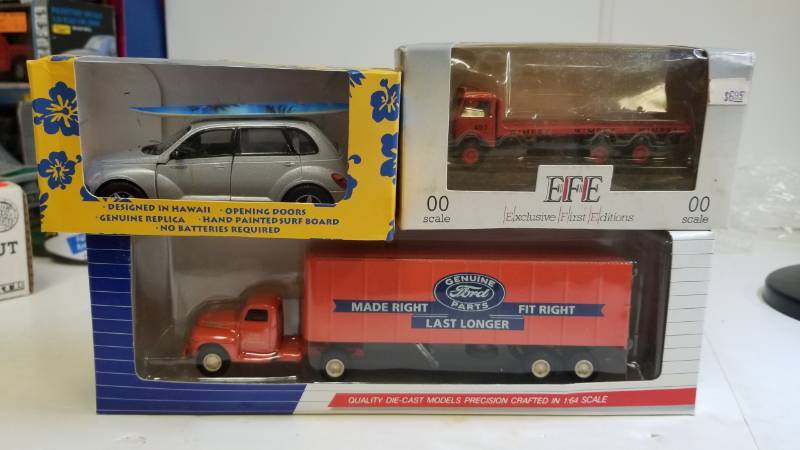 · DESIGNED IN HAWAII · OPENING DOORS
· GENUINE REPLICA · HAND PAINTED SURF BOARD
· NO BATTERIES REQUIRED
$6.95
EFE
00 scale
Exclusive First Editions
00 scale
GENUINE
Ford
PARTS
MADE RIGHT
FIT RIGHT
LAST LONGER
QUALITY DIE-CAST MODELS PRECISION CRAFTED IN 1:64 SCALE
UT